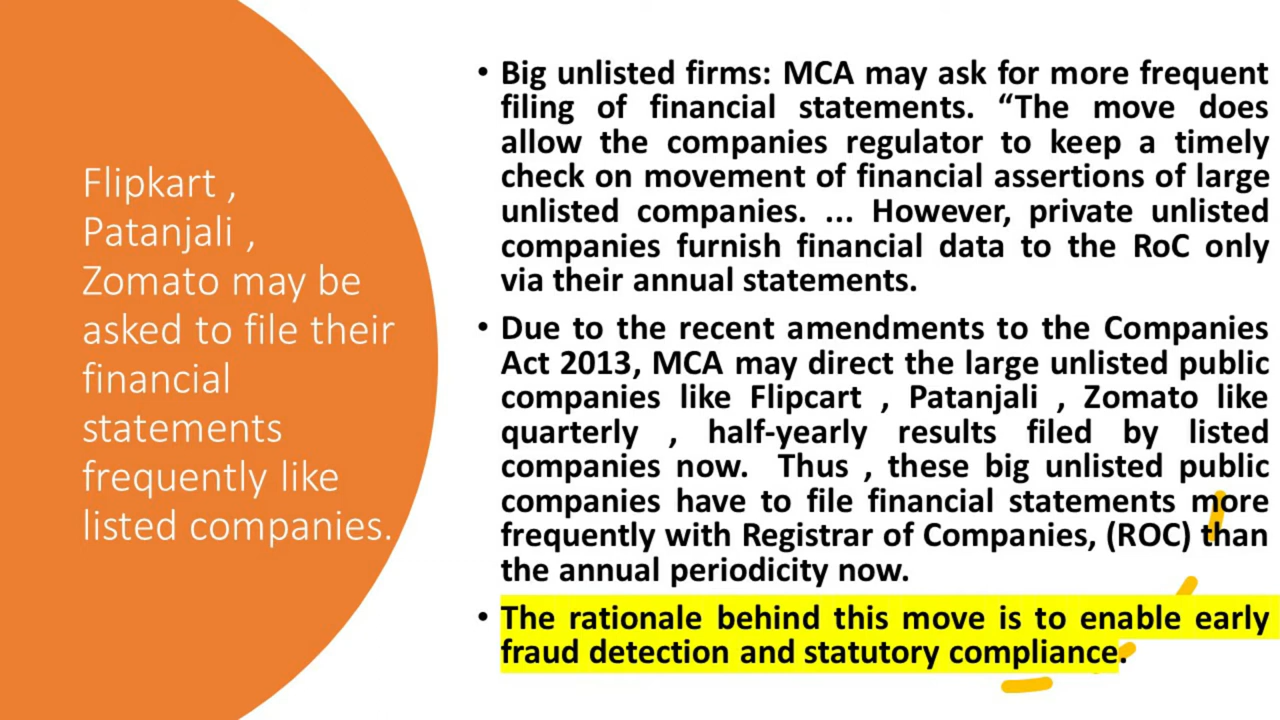 Flipkart ,
Patanjali ,
Zomato may be
asked to file their
financial
statements
frequently like
listed companies.
• Big unlisted firms: MCA may ask for more frequent
filing of financial statements. “The move does
allow the companies regulator to keep a timely
check on movement of financial assertions of large
unlisted companies. ... However, private unlisted
companies furnish financial data to the RoC only
via their annual statements.
• Due to the recent amendments to the Companies
Act 2013, MCA may direct the large unlisted public
companies like Flipcart , Patanjali , Zomato like
quarterly , half-yearly results filed by listed
companies now. Thus , these big unlisted public
companies have to file financial statements more
frequently with Registrar of Companies, (ROC) than
the annual periodicity now.
• The rationale behind this move is to enable early
fraud detection and statutory compliance.